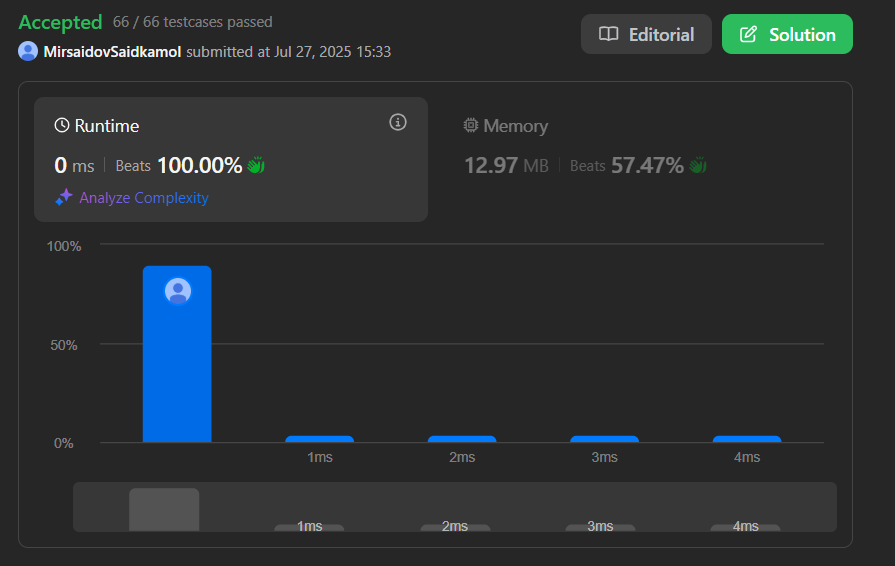 Accepted 66 / 66 testcases passed
MirsaidovSaidkamol submitted at Jul 27, 2025 15:33
Editorial
Solution
Runtime
0 ms Beats 100.00%
Analyze Complexity
Memory
12.97 MB Beats 57.47%
100%
50%
0%
1ms 2ms 3ms 4ms
1ms 2ms 3ms 4ms